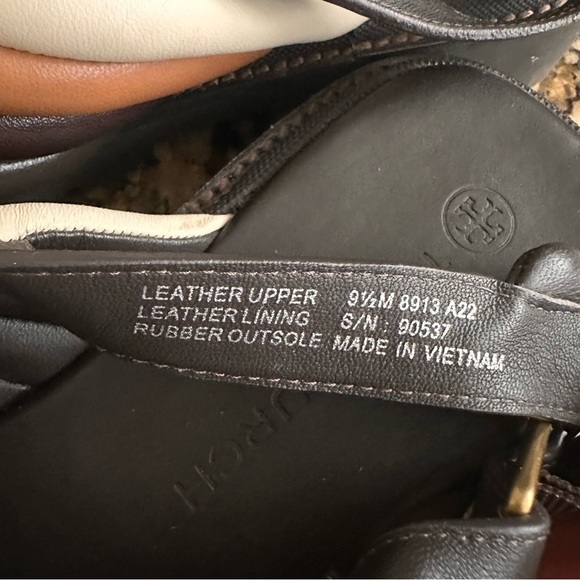 LEATHER UPPER 9½M 8913 A22
LEATHER LINING S/N : 90537
RUBBER OUTSOLE MADE IN VIETNAM